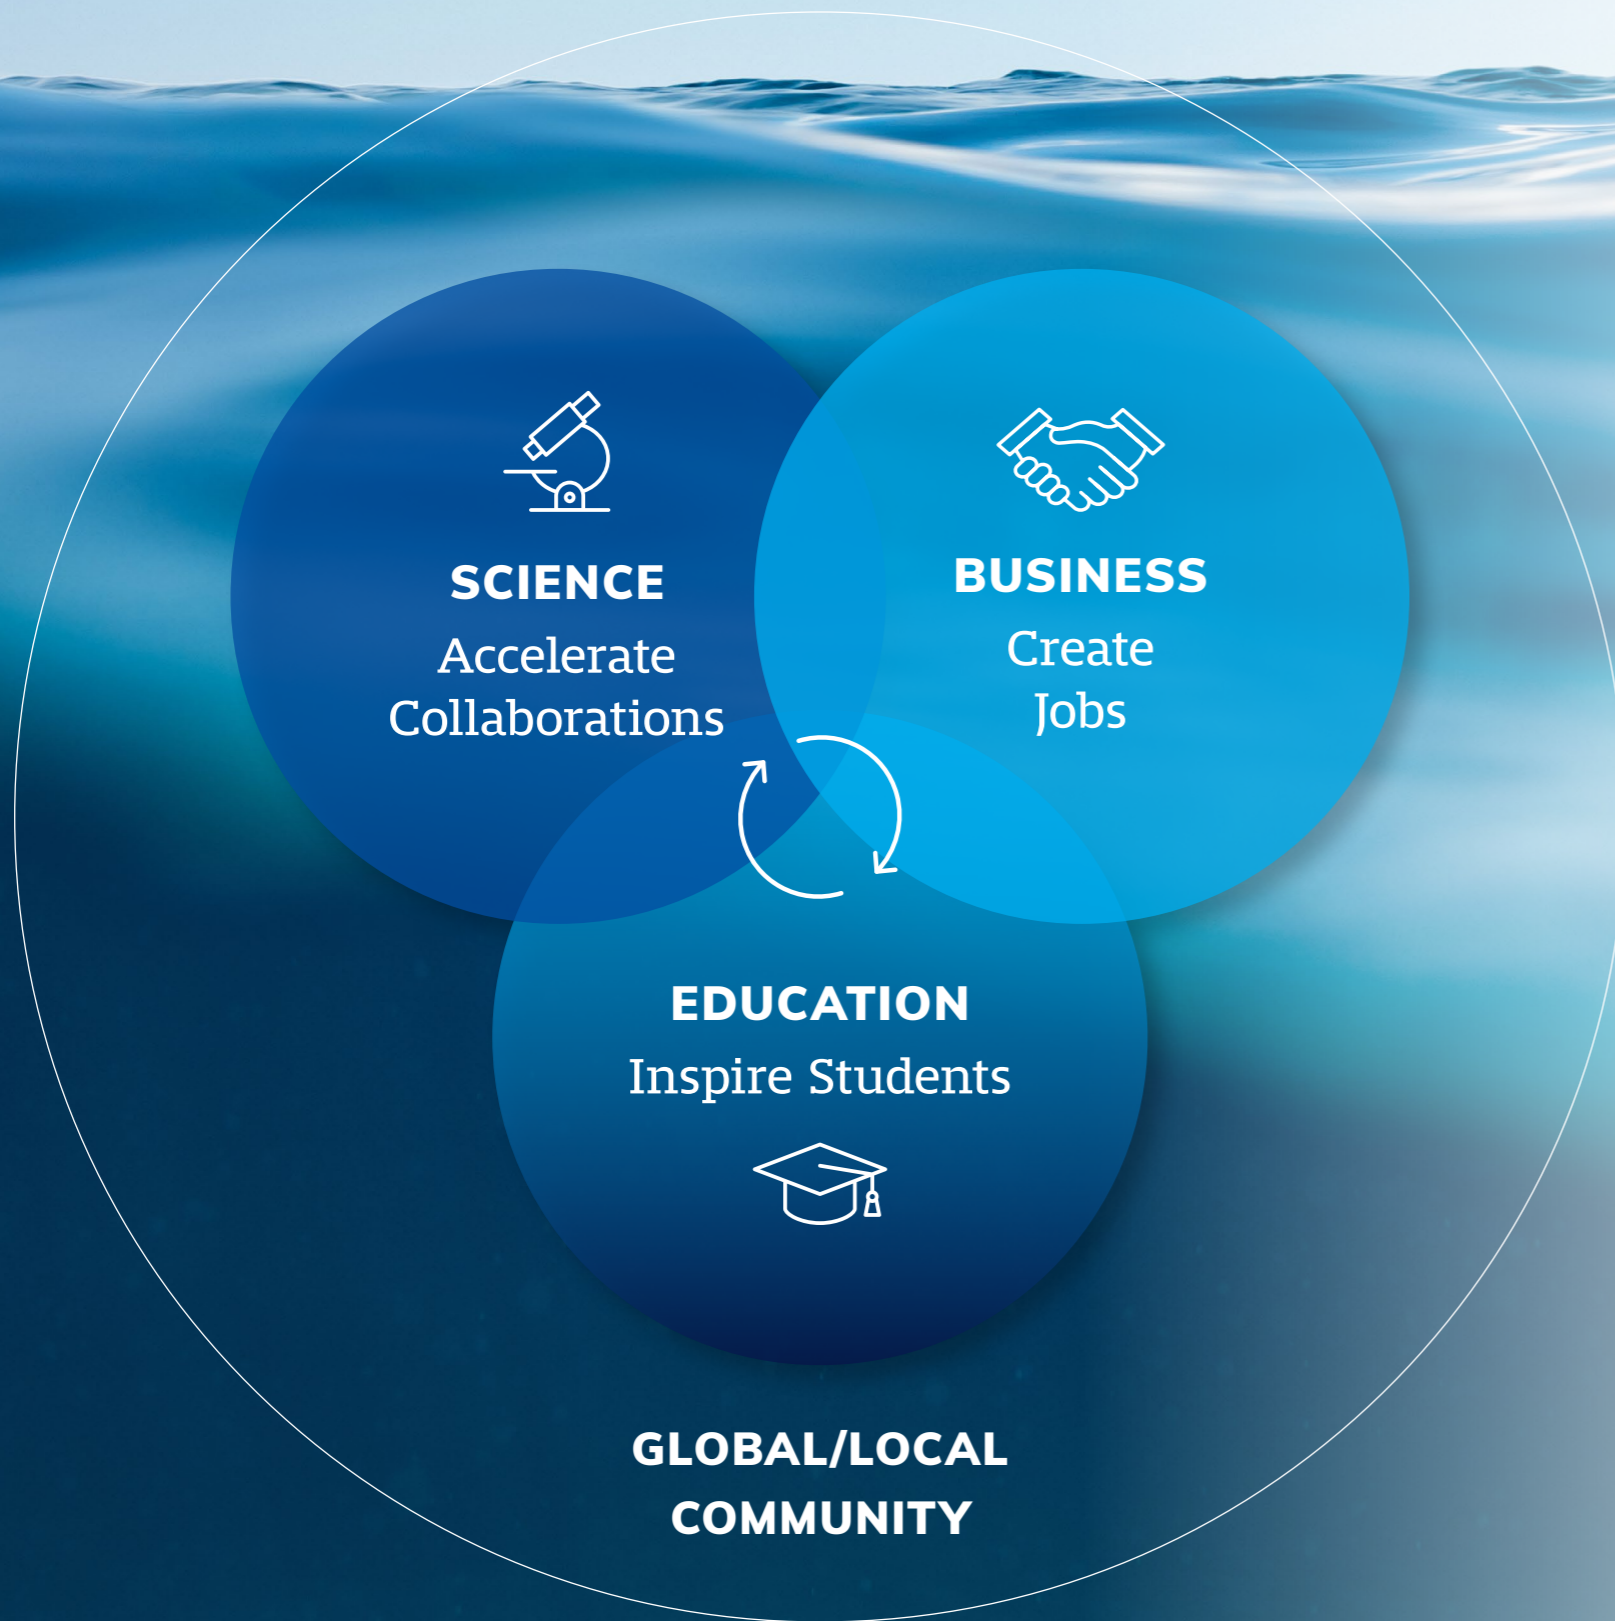 SCIENCE
Accelerate
Collaborations
BUSINESS
Create
Jobs
EDUCATION
Inspire Students
GLOBAL/LOCAL
COMMUNITY